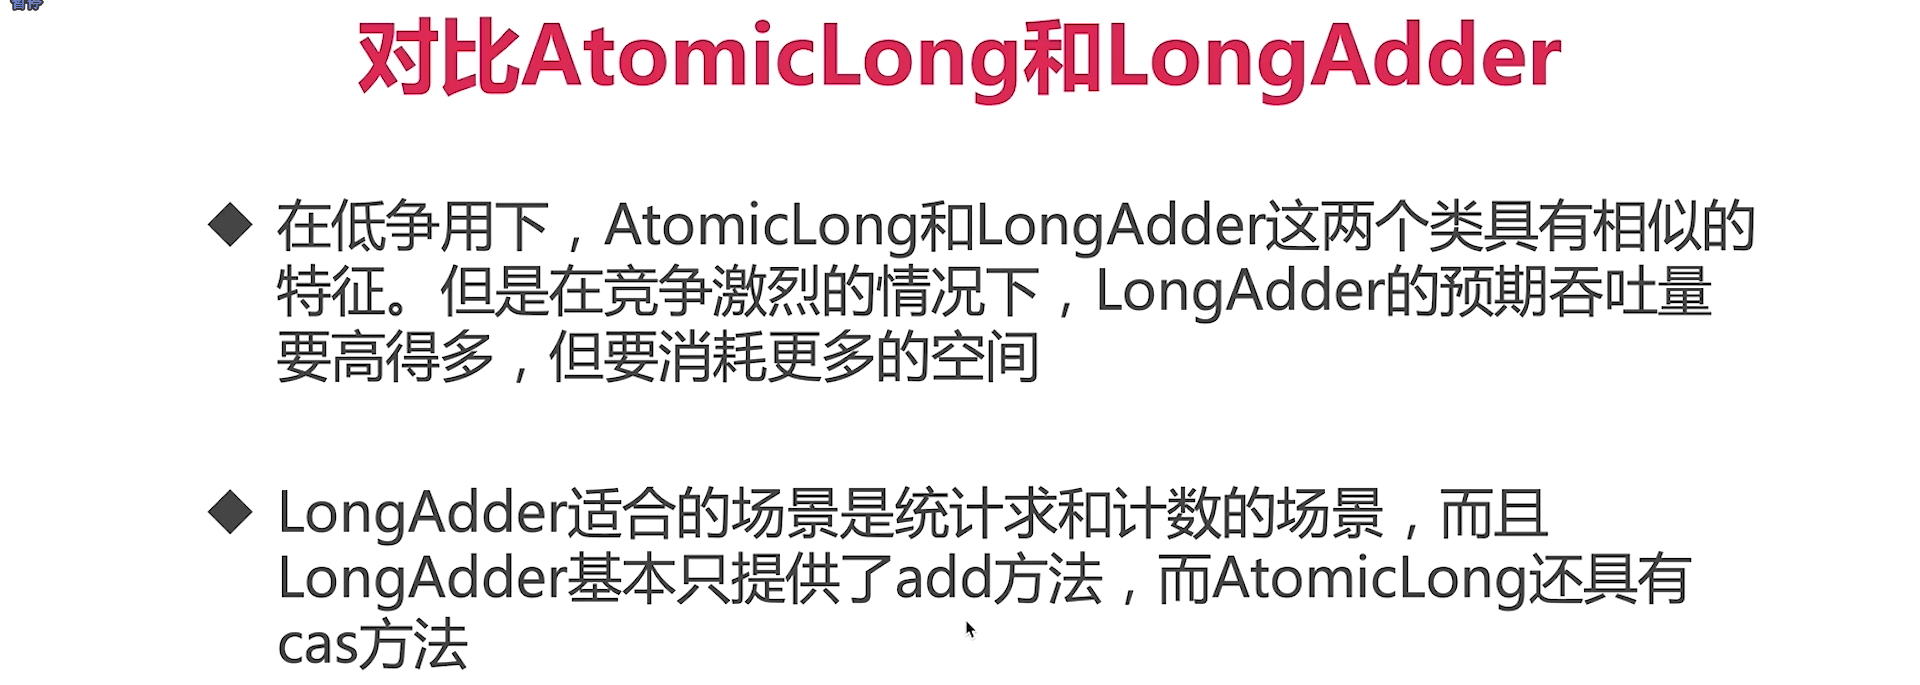 暂停
对比AtomicLong和LongAdder
在低争用下，AtomicLong和LongAdder这两个类具有相似的
特征。但是在竞争激烈的情况下，LongAdder的预期吞吐量
要高得多，但要消耗更多的空间
LongAdder适合的场景是统计求和计数的场景，而且
LongAdder基本只提供了add方法，而AtomicLong还具有
cas方法